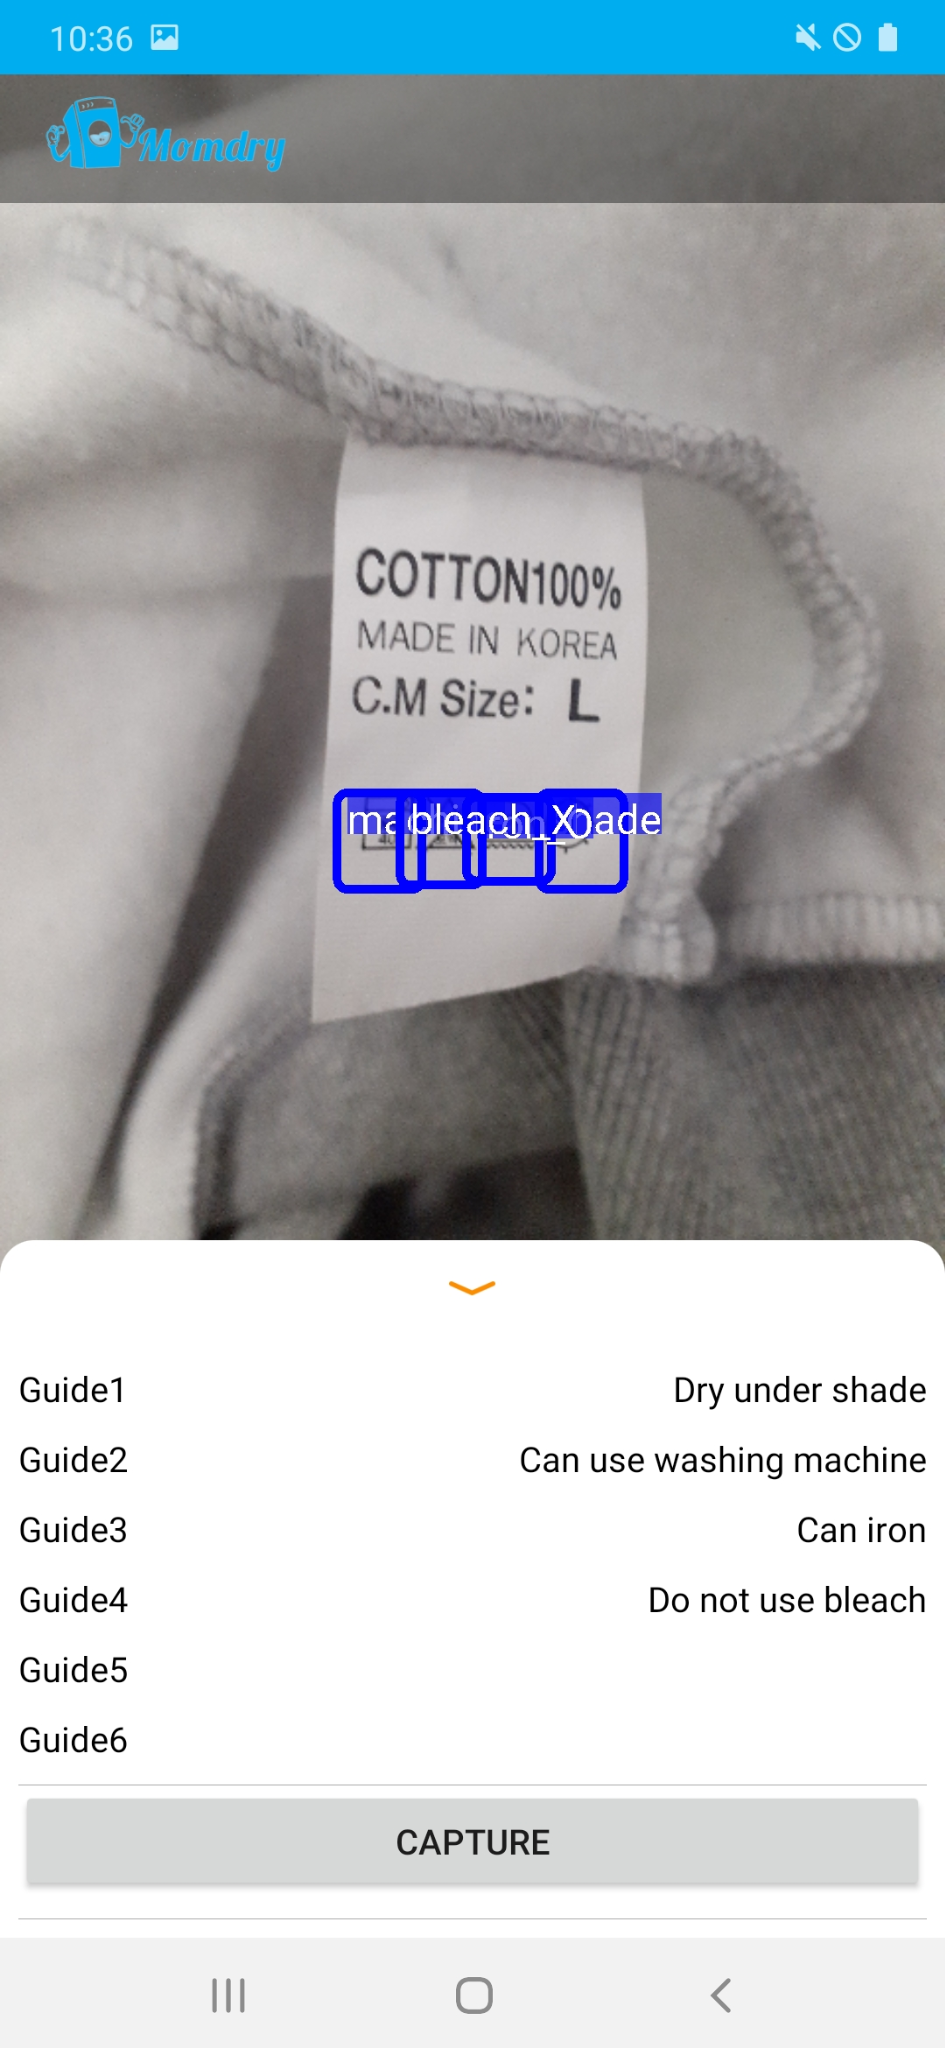 10:36
Momdry
COTTON100%
MADE IN KOREA
C.M Size: L
bleach_X
Guide1 Dry under shade
Guide2 Can use washing machine
Guide3 Can iron
Guide4 Do not use bleach
Guide5
Guide6
CAPTURE